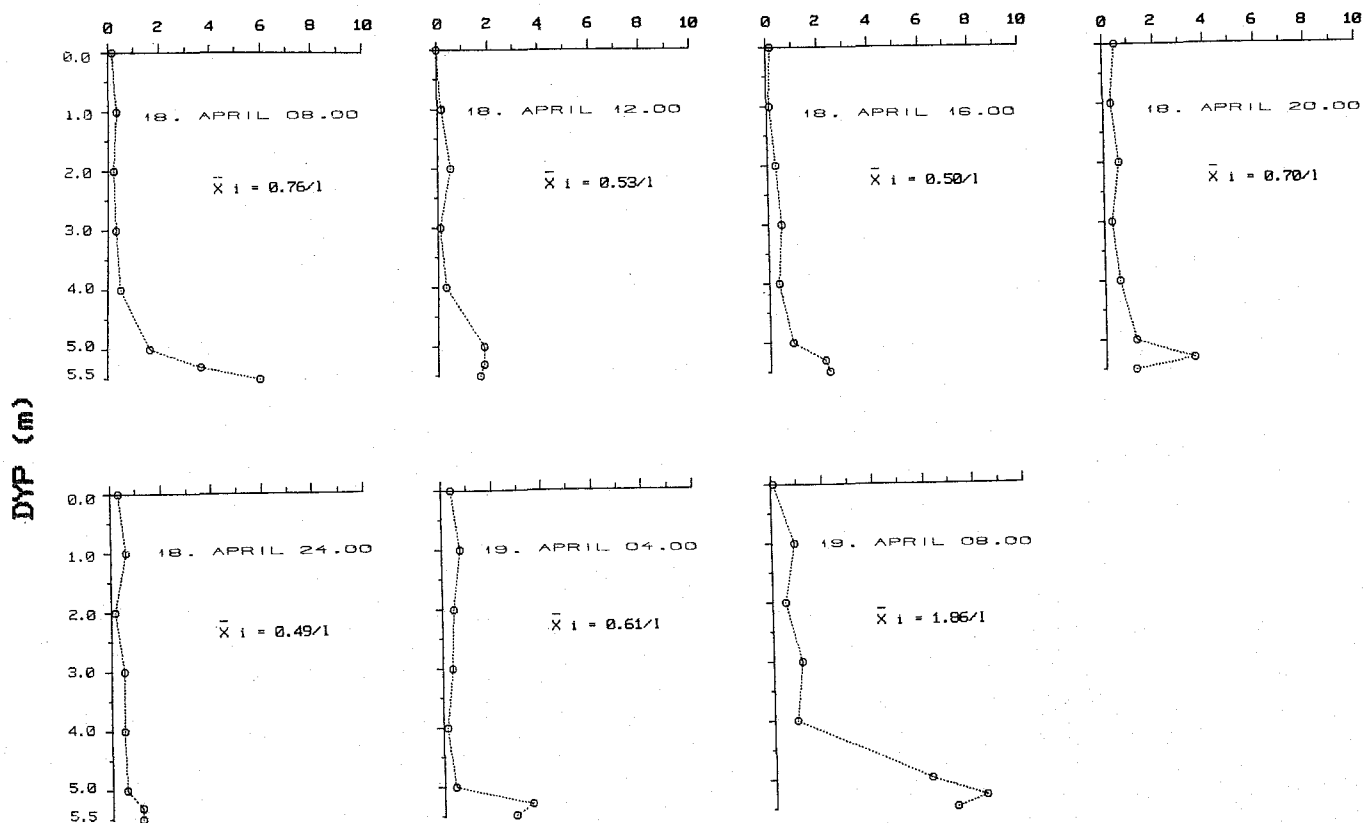 0 2 4 6 8 10 0 2 4 6 8 10 0 2 4 6 8 10 0 2 4 6 8 10
0.0
1.0 18. APRIL 08.00 18. APRIL 12.00 18. APRIL 16.00 18. APRIL 20.00
2.0 X̄ i = 0.76/l X̄ i = 0.53/l X̄ i = 0.50/l X̄ i = 0.70/l
3.0
4.0
5.0
5.5
DYP (m)
0.0
1.0 18. APRIL 24.00 19. APRIL 04.00 19. APRIL 08.00
2.0 X̄ i = 0.49/l X̄ i = 0.61/l X̄ i = 1.86/l
3.0
4.0
5.0
5.5